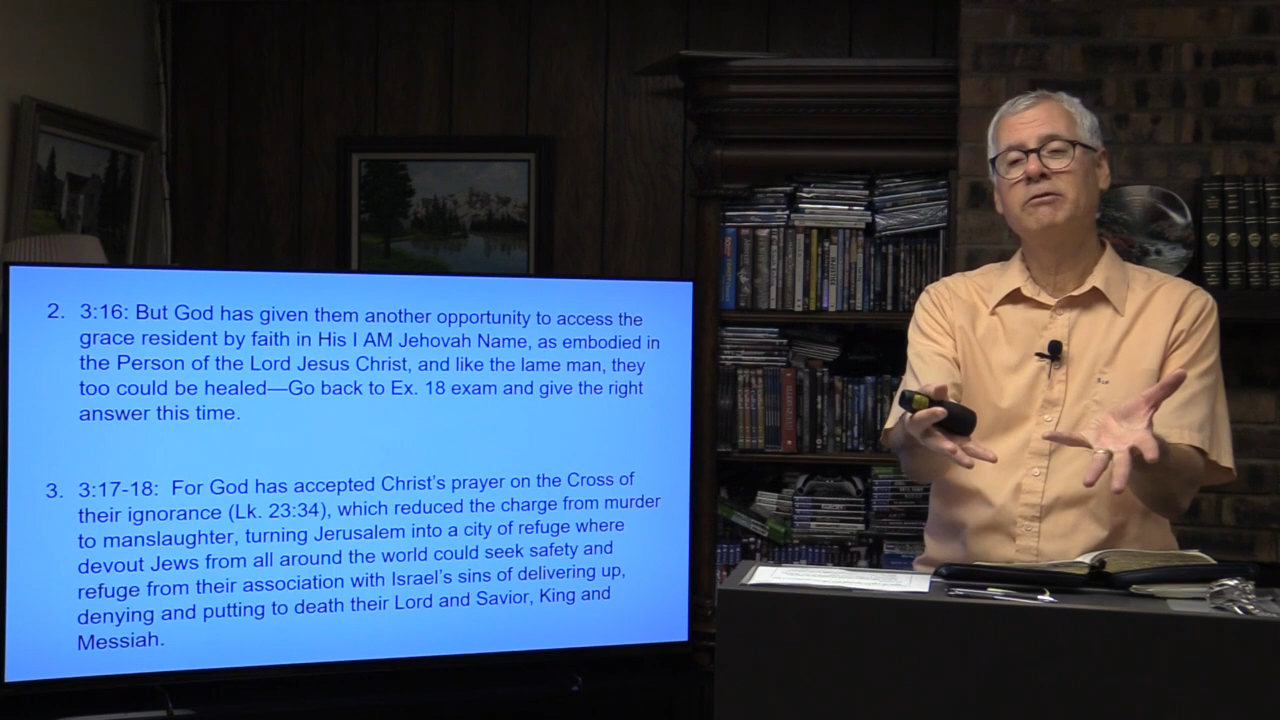 2. 3:16: But God has given them another opportunity to access the
grace resident by faith in His I AM Jehovah Name, as embodied in
the Person of the Lord Jesus Christ, and like the lame man, they
too could be healed—Go back to Ex. 18 exam and give the right
answer this time.
3. 3:17-18: For God has accepted Christ’s prayer on the Cross of
their ignorance (Lk. 23:34), which reduced the charge from murder
to manslaughter, turning Jerusalem into a city of refuge where
devout Jews from all around the world could seek safety and
refuge from their association with Israel’s sins of delivering up,
denying and putting to death their Lord and Savior, King and
Messiah.